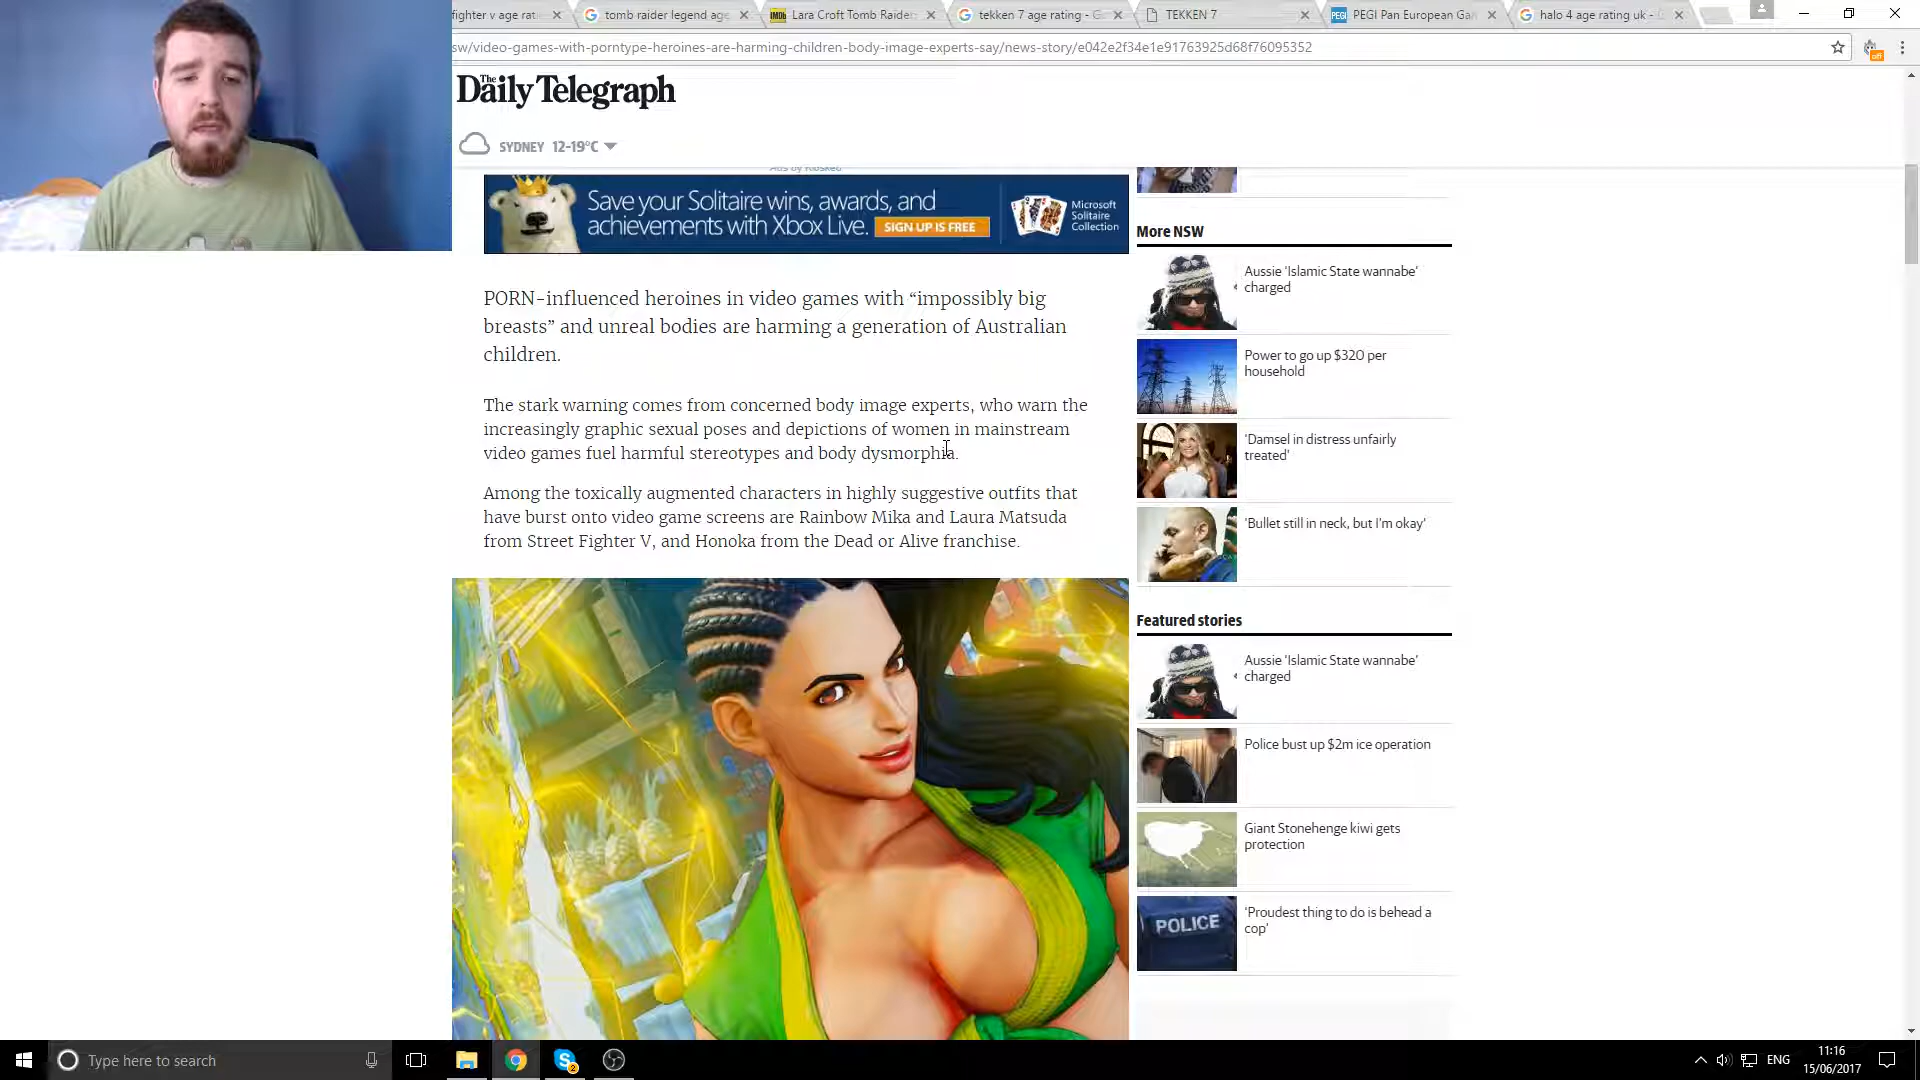 fighter v age rati
tomb raider legend age
Lara Croft Tomb Raider:
tekken 7 age rating - G
TEKKEN 7
PEGI Pan European Ga
halo 4 age rating uk -
sw/video-games-with-porntype-heroines-are-harming-children-body-image-experts-say/news-story/e042e2f34e1e91763925d68f76095352
off
The Daily Telegraph
SYDNEY 12-19°C
Ads by Kiosked
Save your Solitaire wins, awards, and
achievements with Xbox Live. SIGN UP IS FREE
Microsoft
Solitaire
Collection
PORN-influenced heroines in video games with “impossibly big
breasts” and unreal bodies are harming a generation of Australian
children.
The stark warning comes from concerned body image experts, who warn the
increasingly graphic sexual poses and depictions of women in mainstream
video games fuel harmful stereotypes and body dysmorphia.
Among the toxically augmented characters in highly suggestive outfits that
have burst onto video game screens are Rainbow Mika and Laura Matsuda
from Street Fighter V, and Honoka from the Dead or Alive franchise.
More NSW
Aussie ‘Islamic State wannabe’
charged
Power to go up $320 per
household
‘Damsel in distress unfairly
treated’
‘Bullet still in neck, but I'm okay’
Featured stories
Aussie ‘Islamic State wannabe’
charged
Police bust up $2m ice operation
Giant Stonehenge kiwi gets
protection
POLICE
‘Proudest thing to do is behead a
cop’
Type here to search
2
ENG
11:16
15/06/2017